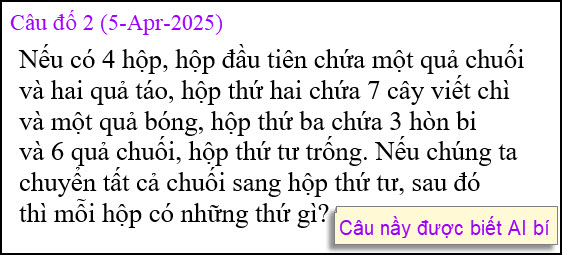 Câu đố 2 (5-Apr-2025)
Nếu có 4 hộp, hộp đầu tiên chứa một quả chuối
và hai quả táo, hộp thứ hai chứa 7 cây viết chì
và một quả bóng, hộp thứ ba chứa 3 hòn bi
và 6 quả chuối, hộp thứ tư trống. Nếu chúng ta
chuyển tất cả chuối sang hộp thứ tư, sau đó
thì mỗi hộp có những thứ gì?
Câu nầy được biết AI bí